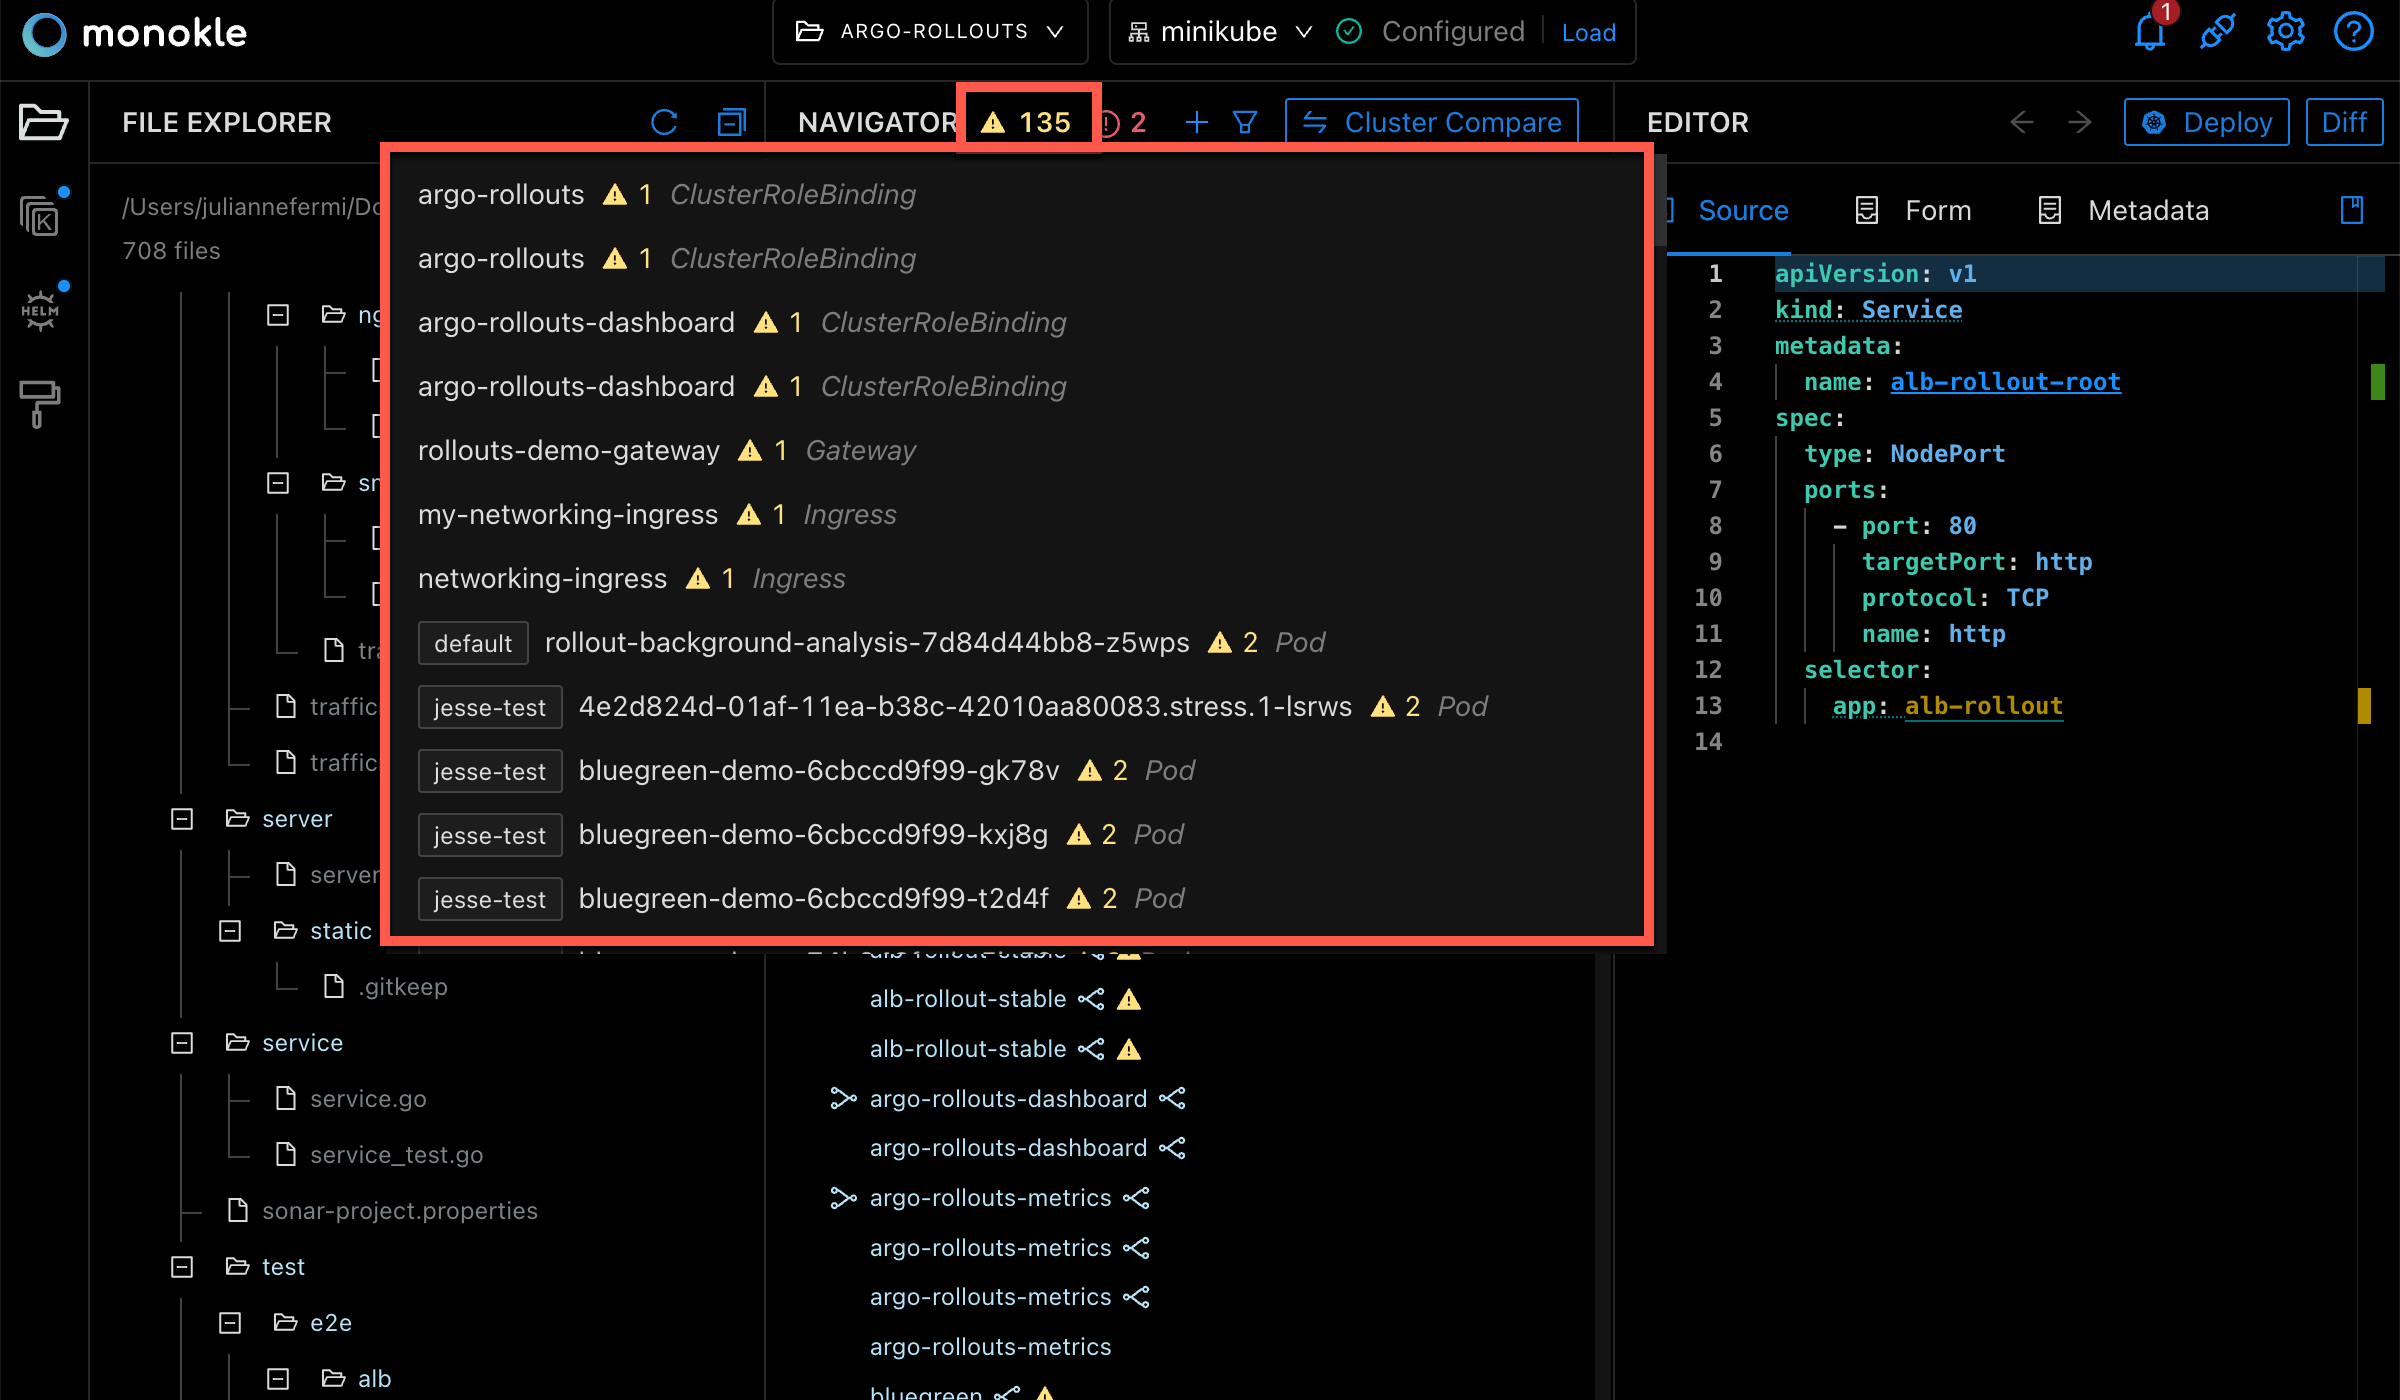 monokle
ARGO-ROLLOUTS
minikube Configured Load
1
FILE EXPLORER
NAVIGATOR 135 2
Cluster Compare
EDITOR
Deploy Diff
/Users/juliannefermi/Do
708 files
ng
sn
tra
traffic
traffic
server
server
static
.gitkeep
service
service.go
service_test.go
sonar-project.properties
test
e2e
alb
HELM
K
argo-rollouts 1 ClusterRoleBinding
argo-rollouts 1 ClusterRoleBinding
argo-rollouts-dashboard 1 ClusterRoleBinding
argo-rollouts-dashboard 1 ClusterRoleBinding
rollouts-demo-gateway 1 Gateway
my-networking-ingress 1 Ingress
networking-ingress 1 Ingress
default rollout-background-analysis-7d84d44bb8-z5wps 2 Pod
jesse-test 4e2d824d-01af-11ea-b38c-42010aa80083.stress.1-lsrws 2 Pod
jesse-test bluegreen-demo-6cbccd9f99-gk78v 2 Pod
jesse-test bluegreen-demo-6cbccd9f99-kxj8g 2 Pod
jesse-test bluegreen-demo-6cbccd9f99-t2d4f 2 Pod
alb-rollout-stable
alb-rollout-stable
alb-rollout-stable
argo-rollouts-dashboard
argo-rollouts-dashboard
argo-rollouts-metrics
argo-rollouts-metrics
argo-rollouts-metrics
argo-rollouts-metrics
bluegreen
Source Form Metadata
1 apiVersion: v1
2 kind: Service
3 metadata:
4 name: alb-rollout-root
5 spec:
6 type: NodePort
7 ports:
8 - port: 80
9 targetPort: http
10 protocol: TCP
11 name: http
12 selector:
13 app: alb-rollout
14